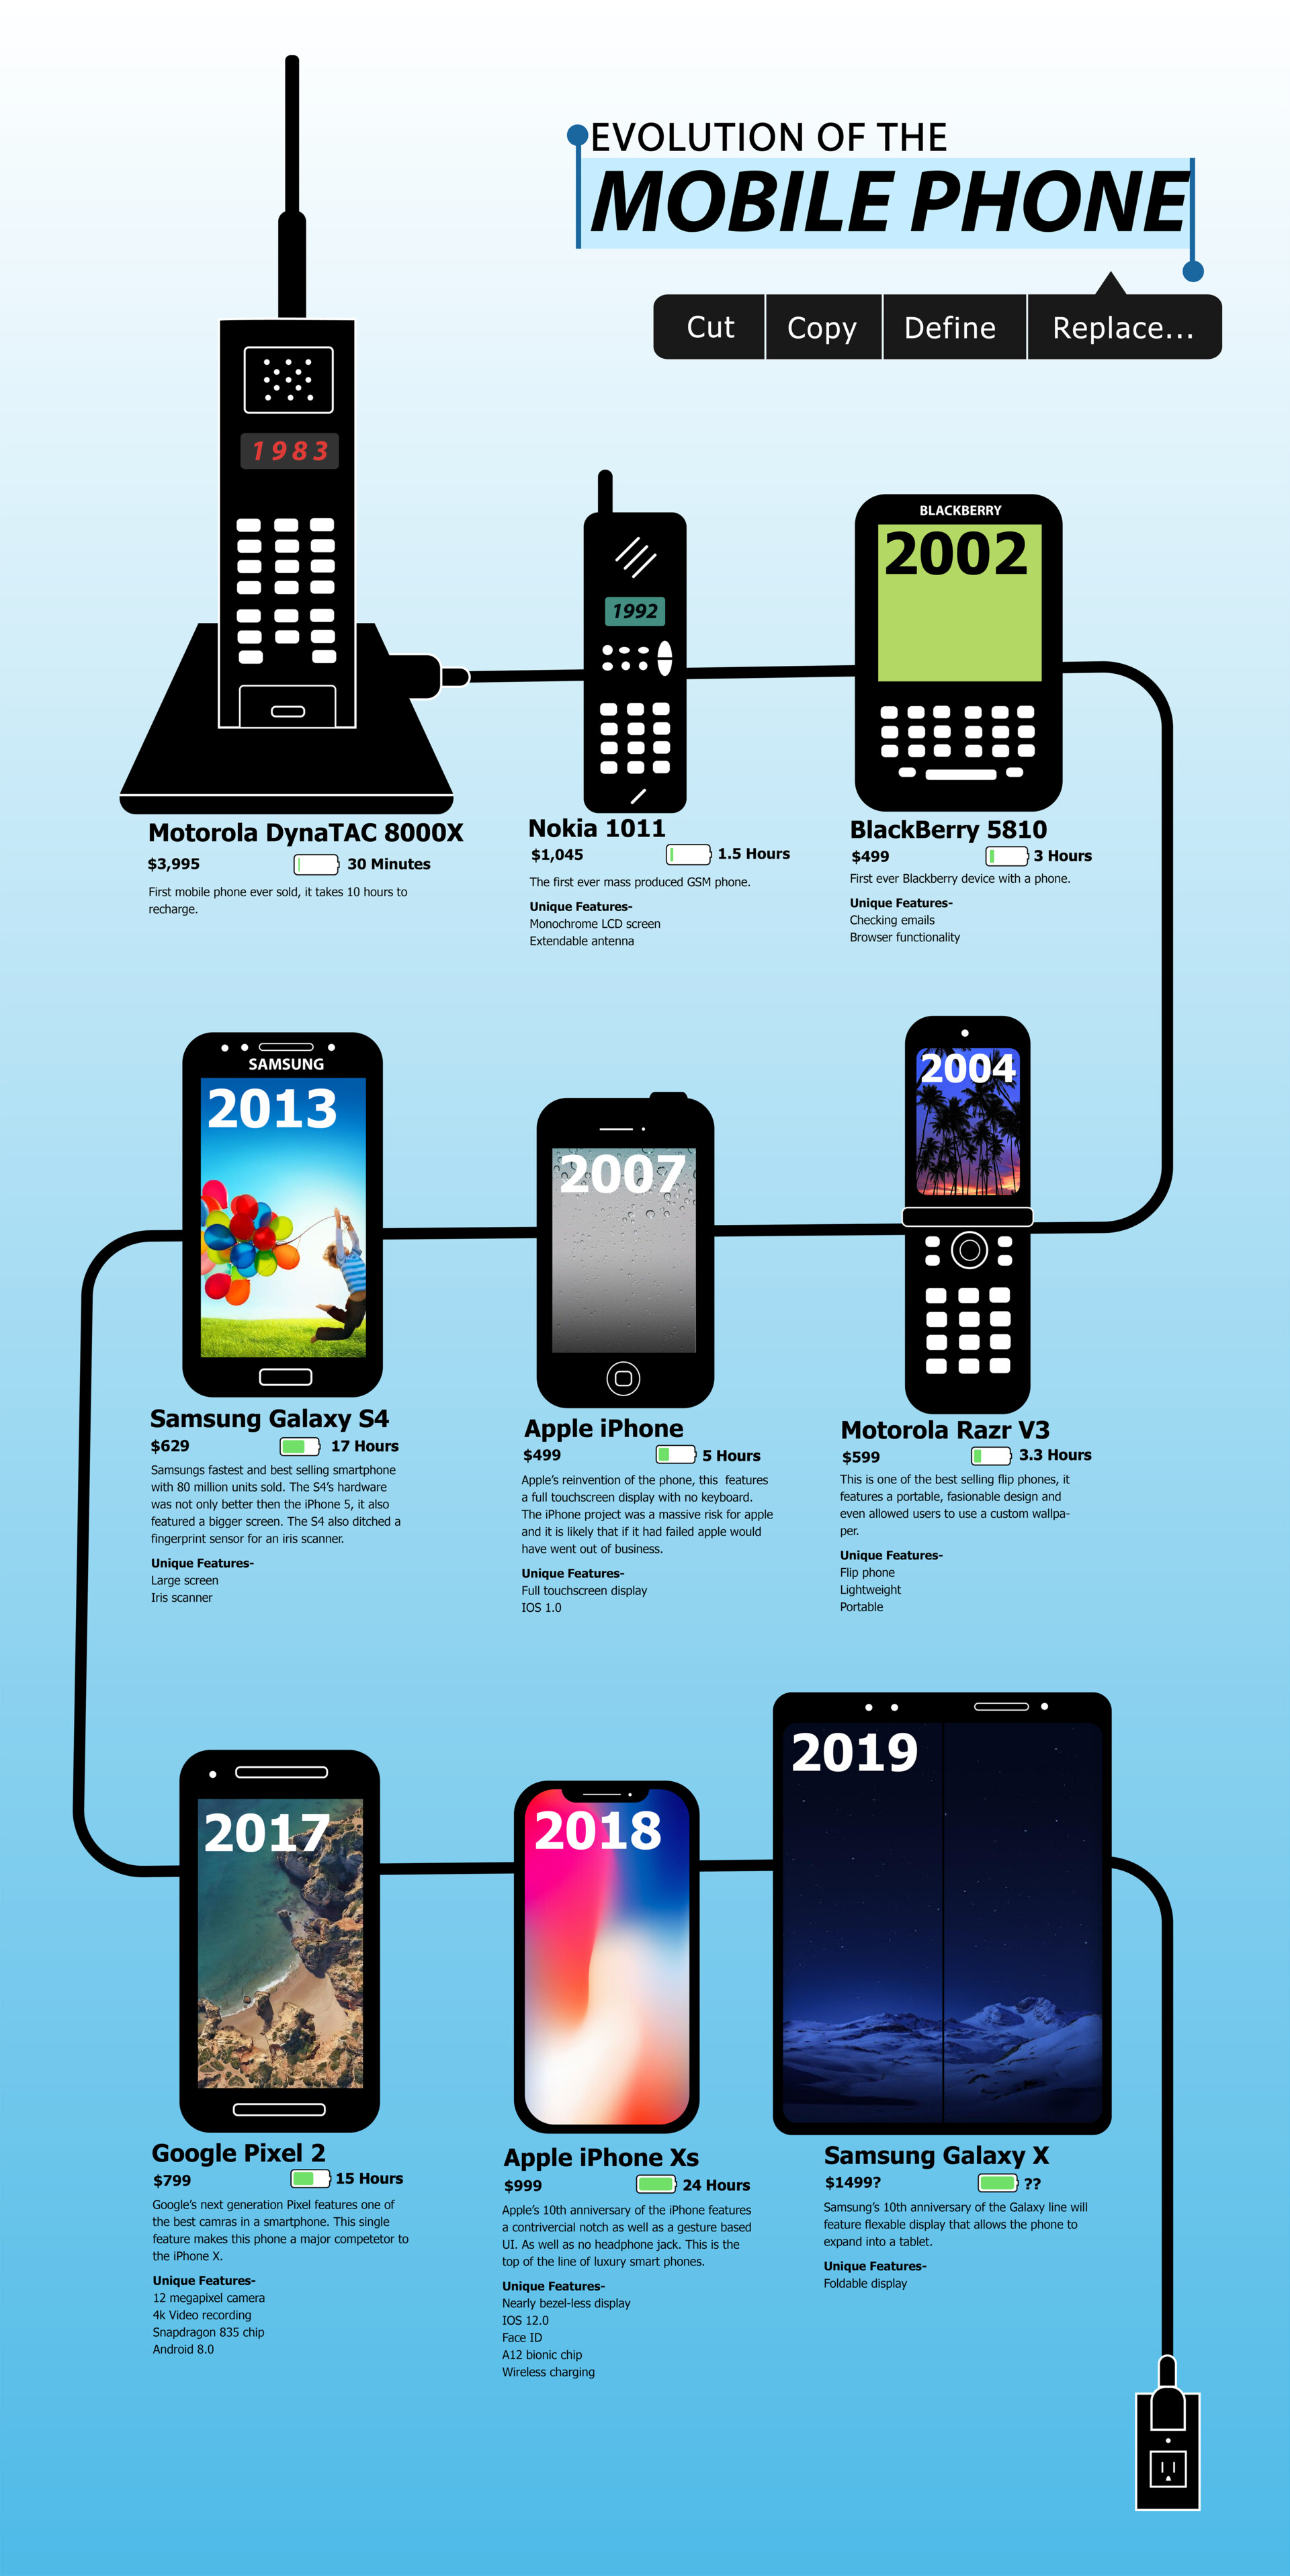 EVOLUTION OF THE
MOBILE PHONE
Cut Copy Define Replace...
1983
Motorola DynaTAC 8000X
$3,995 30 Minutes
First mobile phone ever sold, it takes 10 hours to
recharge.
1992
Nokia 1011
$1,045 1.5 Hours
The first ever mass produced GSM phone.
Unique Features-
Monochrome LCD screen
Extendable antenna
BLACKBERRY
2002
BlackBerry 5810
$499 3 Hours
First ever Blackberry device with a phone.
Unique Features-
Checking emails
Browser functionality
2004
Motorola Razr V3
$599 3.3 Hours
This is one of the best selling flip phones, it
features a portable, fasionable design and
even allowed users to use a custom wallpa-
per.
Unique Features-
Flip phone
Lightweight
Portable
2007
Apple iPhone
$499 5 Hours
Apple's reinvention of the phone, this features
a full touchscreen display with no keyboard.
The iPhone project was a massive risk for apple
and it is likely that if it had failed apple would
have went out of business.
Unique Features-
Full touchscreen display
IOS 1.0
SAMSUNG
2013
Samsung Galaxy S4
$629 17 Hours
Samsungs fastest and best selling smartphone
with 80 million units sold. The S4's hardware
was not only better then the iPhone 5, it also
featured a bigger screen. The S4 also ditched a
fingerprint sensor for an iris scanner.
Unique Features-
Large screen
Iris scanner
2017
Google Pixel 2
$799 15 Hours
Google's next generation Pixel features one of
the best camras in a smartphone. This single
feature makes this phone a major competetor to
the iPhone X.
Unique Features-
12 megapixel camera
4k Video recording
Snapdragon 835 chip
Android 8.0
2018
Apple iPhone Xs
$999 24 Hours
Apple's 10th anniversary of the iPhone features
a contrivercial notch as well as a gesture based
UI. As well as no headphone jack. This is the
top of the line of luxury smart phones.
Unique Features-
Nearly bezel-less display
IOS 12.0
Face ID
A12 bionic chip
Wireless charging
2019
Samsung Galaxy X
$1499? ??
Samsung's 10th anniversary of the Galaxy line will
feature flexable display that allows the phone to
expand into a tablet.
Unique Features-
Foldable display